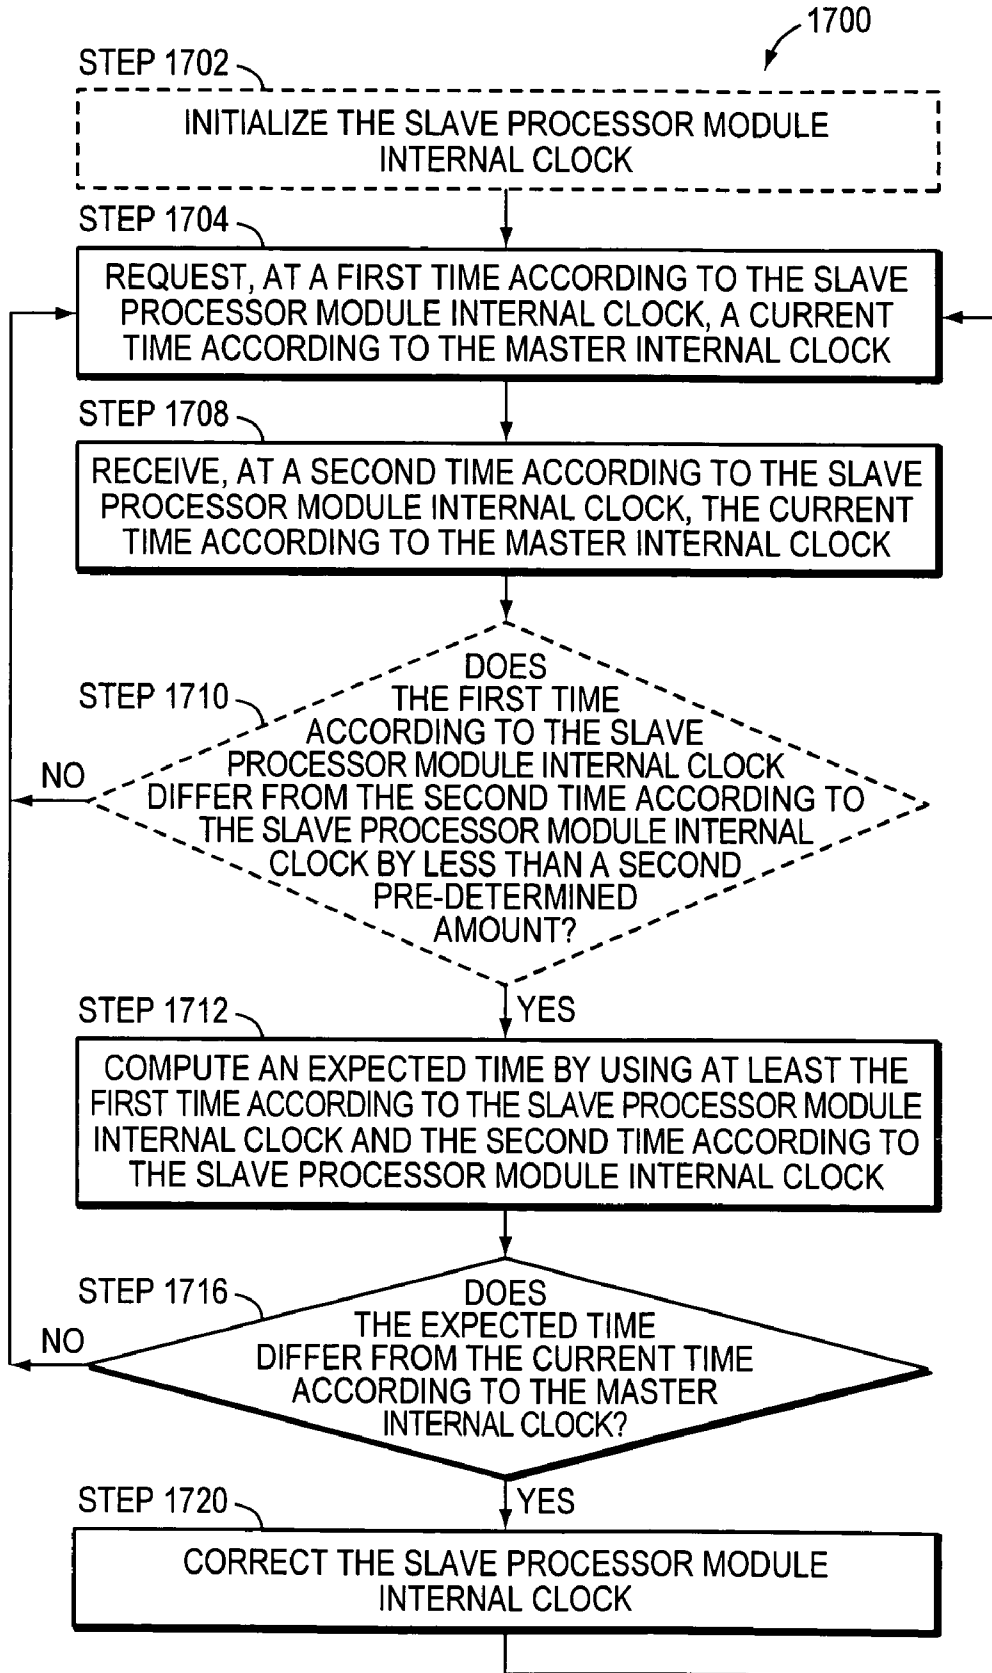 1700
STEP 1702
INITIALIZE THE SLAVE PROCESSOR MODULE
INTERNAL CLOCK
STEP 1704
REQUEST, AT A FIRST TIME ACCORDING TO THE SLAVE
PROCESSOR MODULE INTERNAL CLOCK, A CURRENT
TIME ACCORDING TO THE MASTER INTERNAL CLOCK
STEP 1708
RECEIVE, AT A SECOND TIME ACCORDING TO THE SLAVE
PROCESSOR MODULE INTERNAL CLOCK, THE CURRENT
TIME ACCORDING TO THE MASTER INTERNAL CLOCK
STEP 1710
DOES
THE FIRST TIME
ACCORDING TO THE SLAVE
PROCESSOR MODULE INTERNAL CLOCK
DIFFER FROM THE SECOND TIME ACCORDING TO
THE SLAVE PROCESSOR MODULE INTERNAL
CLOCK BY LESS THAN A SECOND
PRE-DETERMINED
AMOUNT?
NO
YES
STEP 1712
COMPUTE AN EXPECTED TIME BY USING AT LEAST THE
FIRST TIME ACCORDING TO THE SLAVE PROCESSOR MODULE
INTERNAL CLOCK AND THE SECOND TIME ACCORDING TO
THE SLAVE PROCESSOR MODULE INTERNAL CLOCK
STEP 1716
DOES
THE EXPECTED TIME
DIFFER FROM THE CURRENT TIME
ACCORDING TO THE MASTER
INTERNAL CLOCK?
NO
YES
STEP 1720
CORRECT THE SLAVE PROCESSOR MODULE
INTERNAL CLOCK